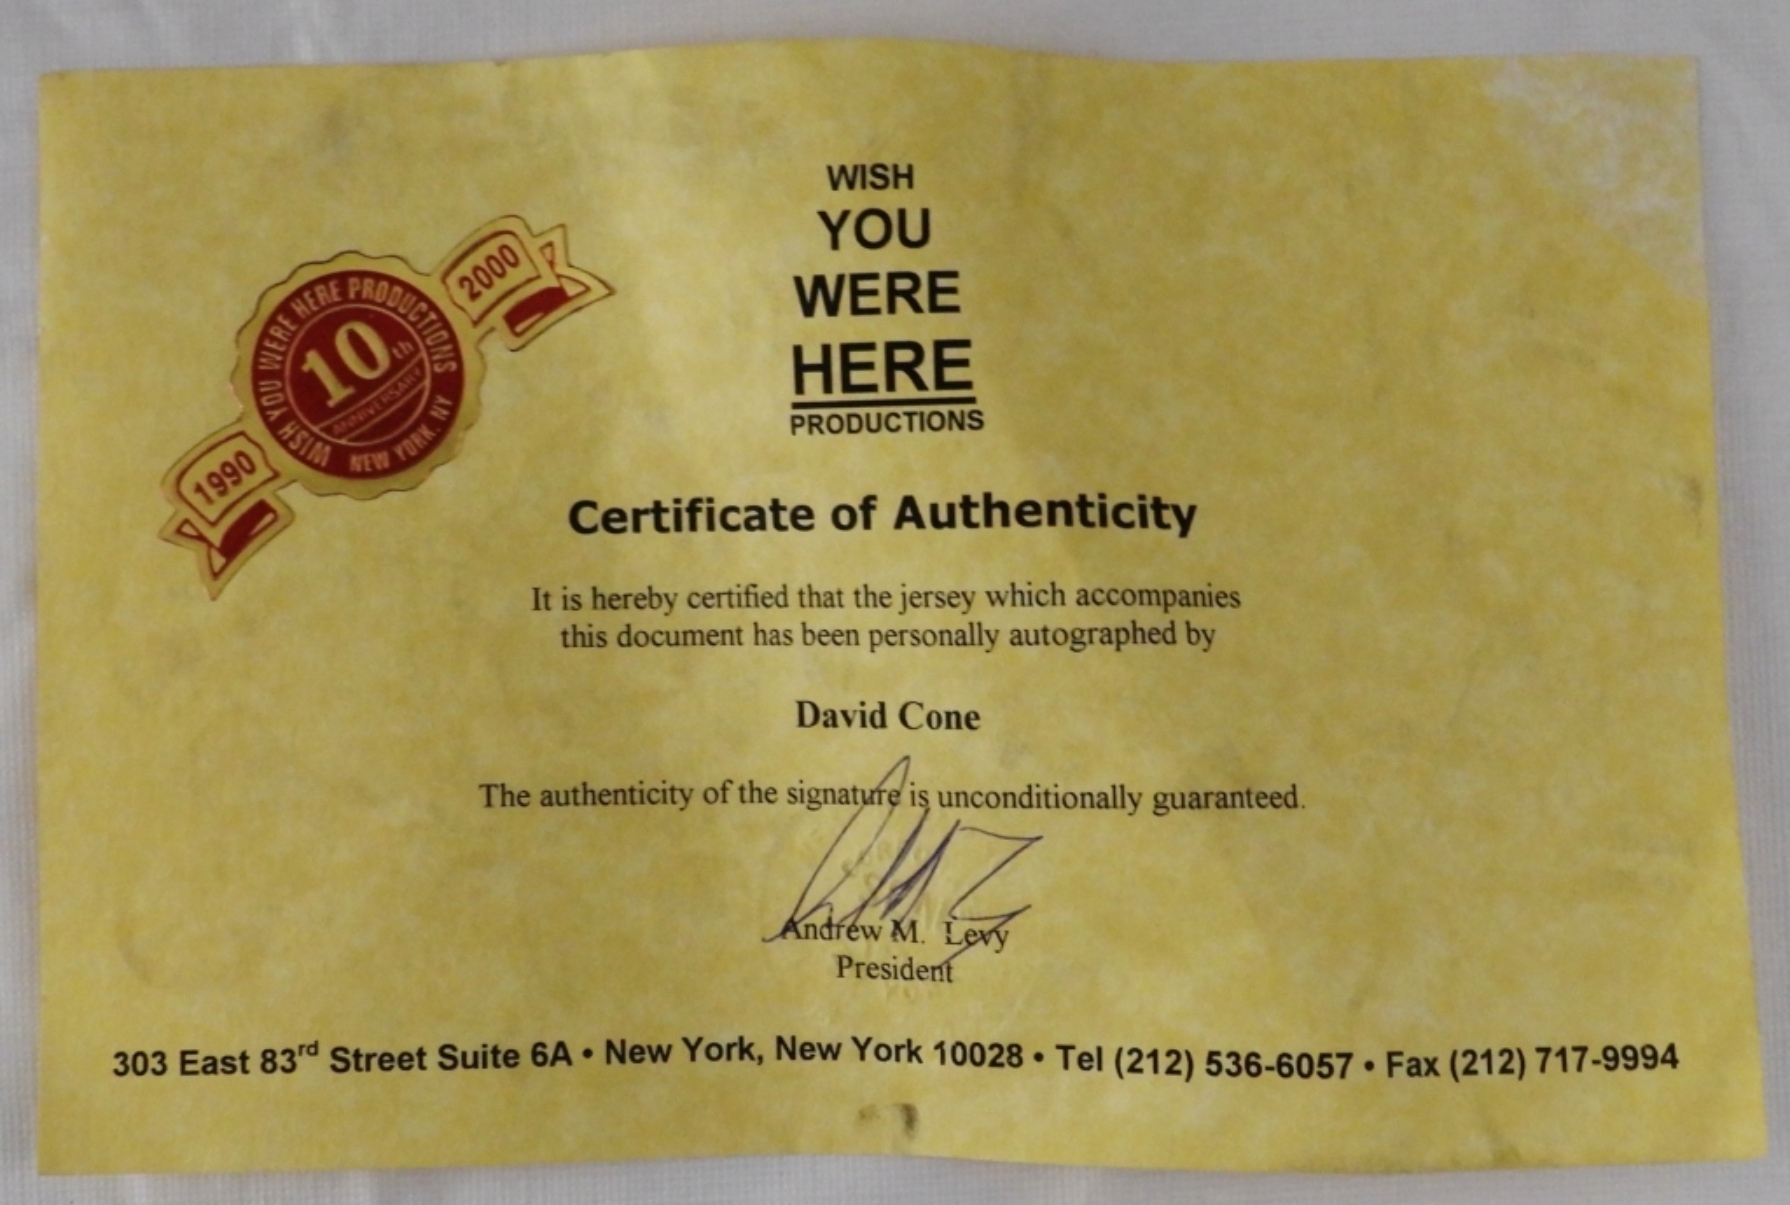 WISH
YOU
WERE
HERE
PRODUCTIONS
WISH YOU WERE HERE PRODUCTIONS
NEW YORK, NY
10th
ANNIVERSARY
1990
2000
Certificate of Authenticity
It is hereby certified that the jersey which accompanies
this document has been personally autographed by
David Cone
The authenticity of the signature is unconditionally guaranteed.
Andrew M. Levy
President
303 East 83rd Street Suite 6A • New York, New York 10028 • Tel (212) 536-6057 • Fax (212) 717-9994